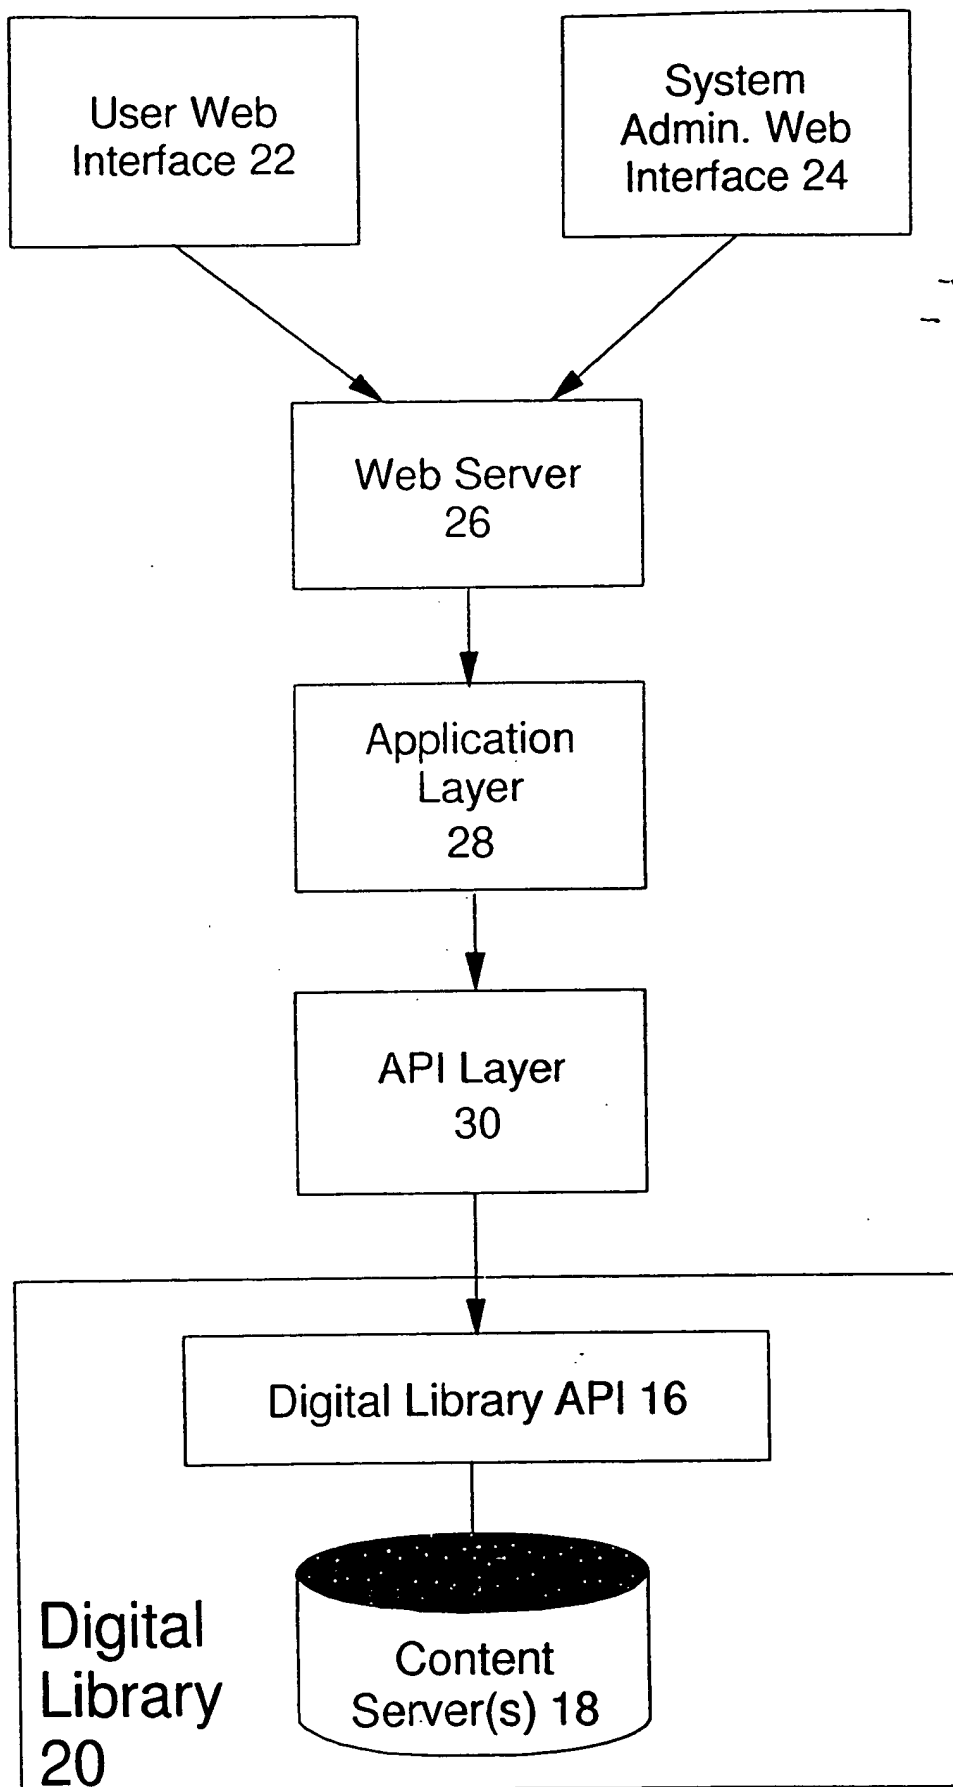 User Web
Interface 22
System
Admin. Web
Interface 24
Web Server
26
Application
Layer
28
API Layer
30
Digital Library API 16
Content
Server(s) 18
Digital
Library
20